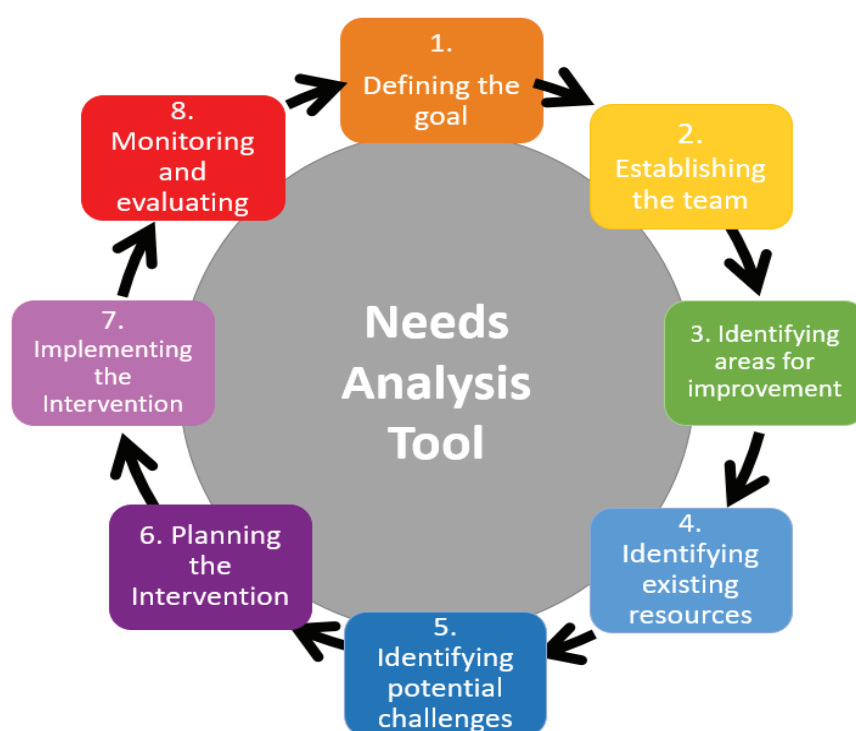 1.
Defining the
goal
2.
Establishing
the team
3. Identifying
areas for
improvement
4.
Identifying
existing
resources
5.
Identifying
potential
challenges
6. Planning
the
Intervention
7.
Implementing
the
Intervention
8.
Monitoring
and
evaluating
Needs
Analysis
Tool